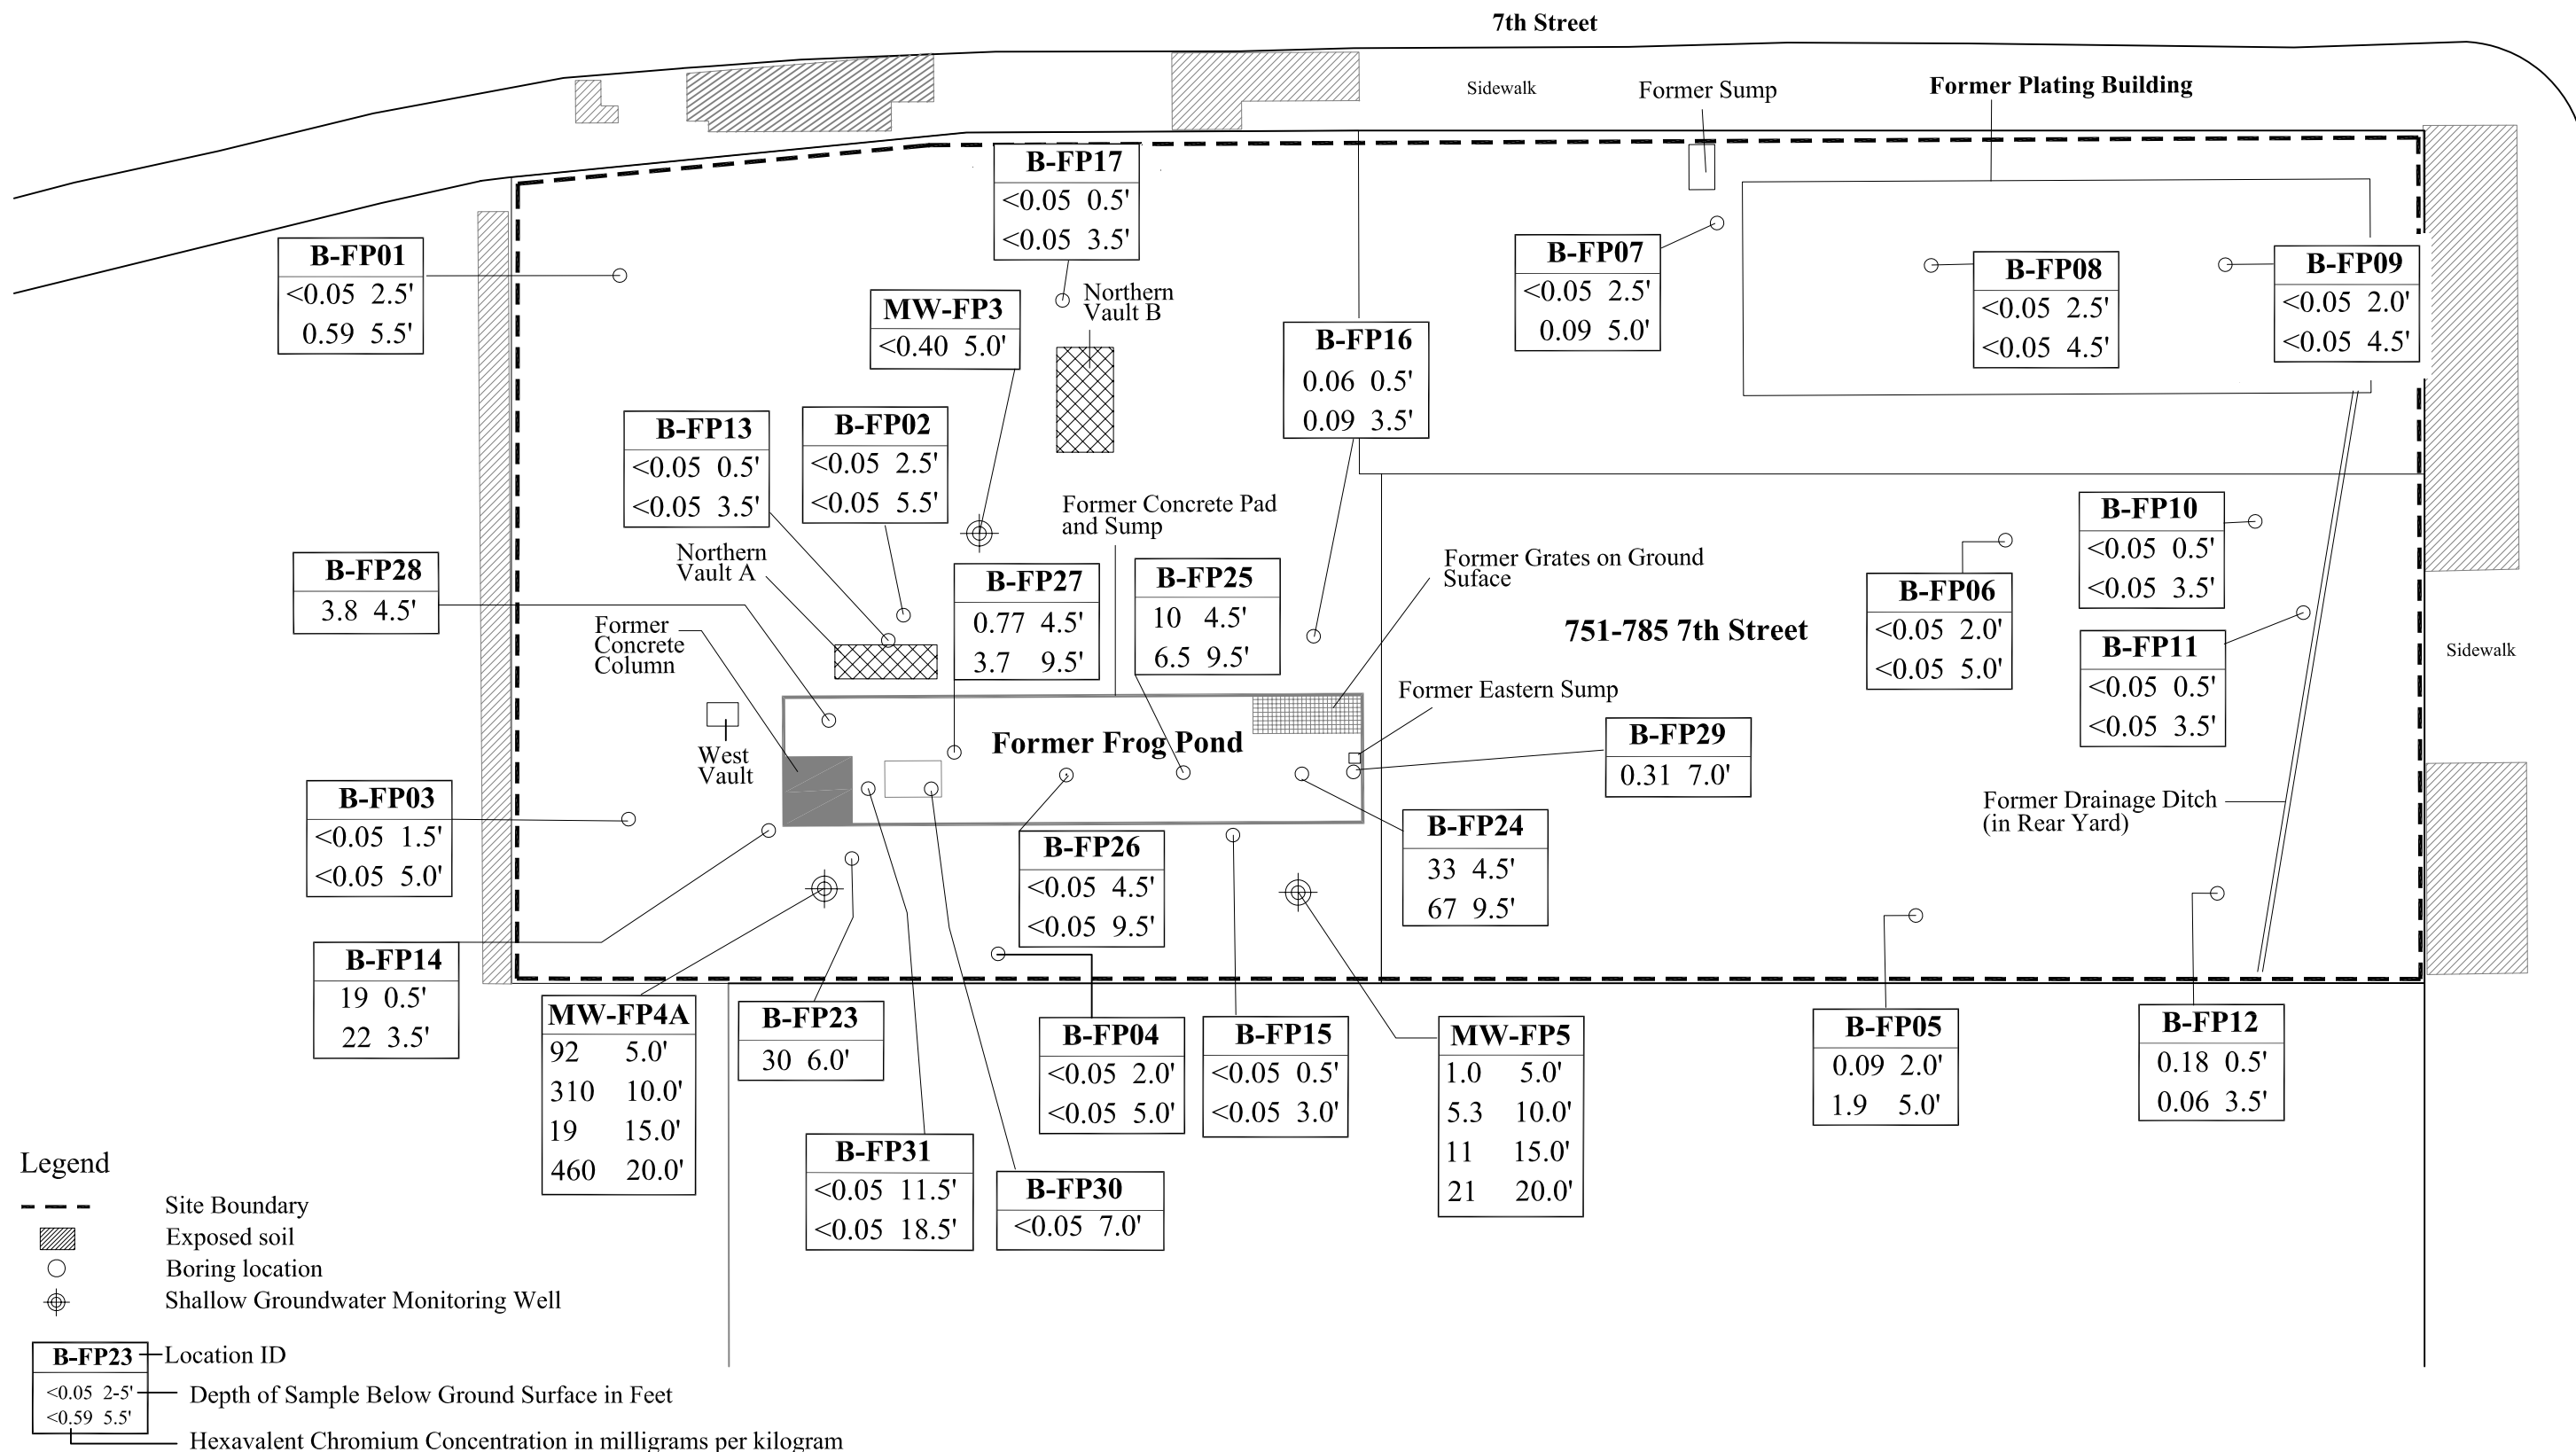 7th Street
Sidewalk
Former Sump
Former Plating Building
B-FP17
<0.05 0.5'
<0.05 3.5'
B-FP01
<0.05 2.5'
0.59 5.5'
MW-FP3
<0.40 5.0'
Northern
Vault B
B-FP16
0.06 0.5'
0.09 3.5'
B-FP07
<0.05 2.5'
0.09 5.0'
B-FP08
<0.05 2.5'
<0.05 4.5'
B-FP09
<0.05 2.0'
<0.05 4.5'
B-FP13
<0.05 0.5'
<0.05 3.5'
B-FP02
<0.05 2.5'
<0.05 5.5'
Former Concrete Pad
and Sump
Northern
Vault A
B-FP28
3.8 4.5'
Former
Concrete
Column
B-FP27
0.77 4.5'
3.7 9.5'
B-FP25
10 4.5'
6.5 9.5'
Former Grates on Ground
Suface
751-785 7th Street
B-FP06
<0.05 2.0'
<0.05 5.0'
B-FP10
<0.05 0.5'
<0.05 3.5'
B-FP11
<0.05 0.5'
<0.05 3.5'
Sidewalk
Former Eastern Sump
B-FP29
0.31 7.0'
West
Vault
Former Frog Pond
B-FP03
<0.05 1.5'
<0.05 5.0'
B-FP26
<0.05 4.5'
<0.05 9.5'
B-FP24
33 4.5'
67 9.5'
Former Drainage Ditch
(in Rear Yard)
B-FP14
19 0.5'
22 3.5'
MW-FP4A
92 5.0'
310 10.0'
19 15.0'
460 20.0'
B-FP23
30 6.0'
B-FP04
<0.05 2.0'
<0.05 5.0'
B-FP15
<0.05 0.5'
<0.05 3.0'
MW-FP5
1.0 5.0'
5.3 10.0'
11 15.0'
21 20.0'
B-FP05
0.09 2.0'
1.9 5.0'
B-FP12
0.18 0.5'
0.06 3.5'
B-FP31
<0.05 11.5'
<0.05 18.5'
B-FP30
<0.05 7.0'
Legend
Site Boundary
Exposed soil
Boring location
Shallow Groundwater Monitoring Well
B-FP23
Location ID
<0.05 2-5'
Depth of Sample Below Ground Surface in Feet
<0.59 5.5'
Hexavalent Chromium Concentration in milligrams per kilogram